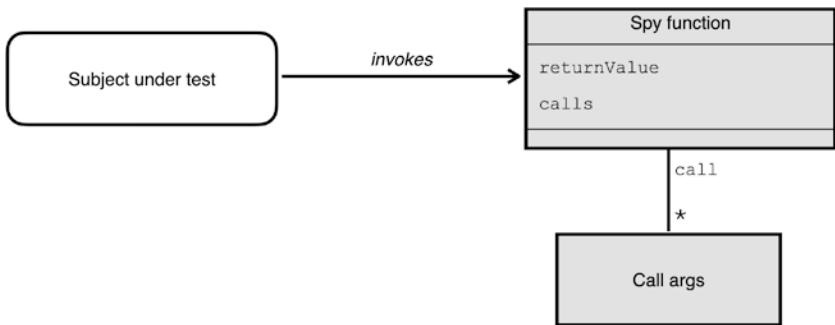 Spy function
Subject under test
invokes
returnValue
calls
call
*
Call args